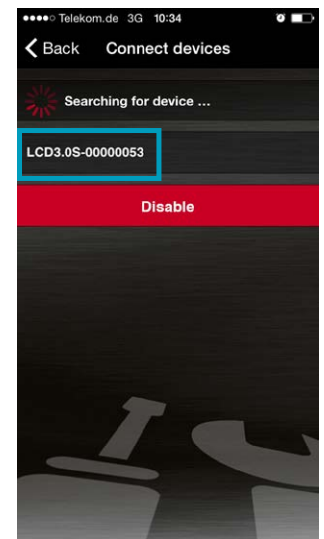 Telekom.de 3G 10:34
Back Connect devices
Searching for device ...
LCD3.0S-00000053
Disable